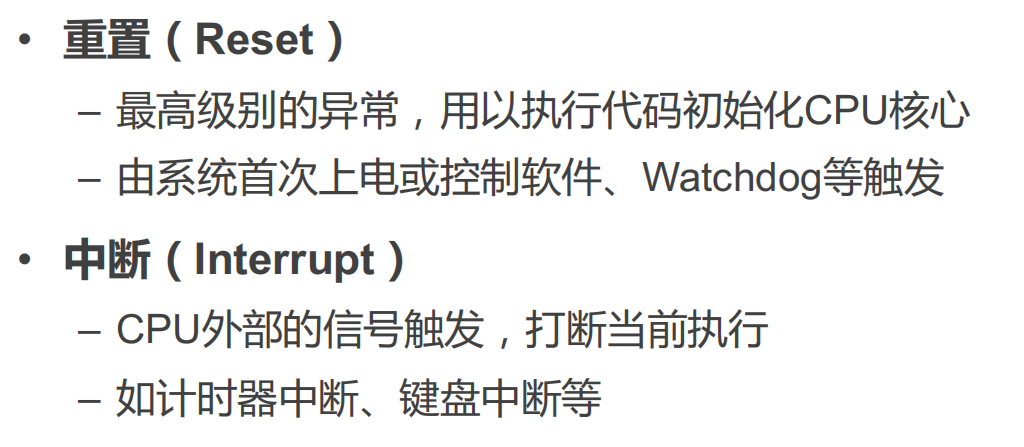 • 重置（Reset）
– 最高级别的异常，用以执行代码初始化CPU核心
– 由系统首次上电或控制软件、Watchdog等触发
• 中断（Interrupt）
– CPU外部的信号触发，打断当前执行
– 如计时器中断、键盘中断等